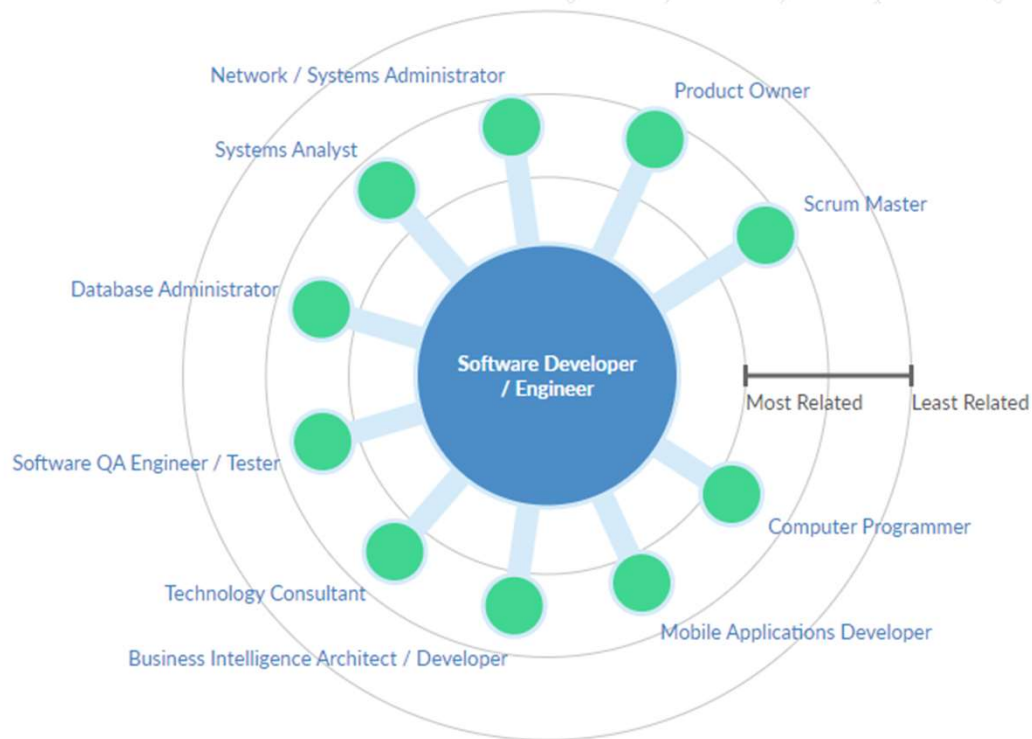 Network / Systems Administrator
Product Owner
Systems Analyst
Scrum Master
Database Administrator
Software Developer
/ Engineer
Most Related
Least Related
Software QA Engineer / Tester
Computer Programmer
Technology Consultant
Mobile Applications Developer
Business Intelligence Architect / Developer